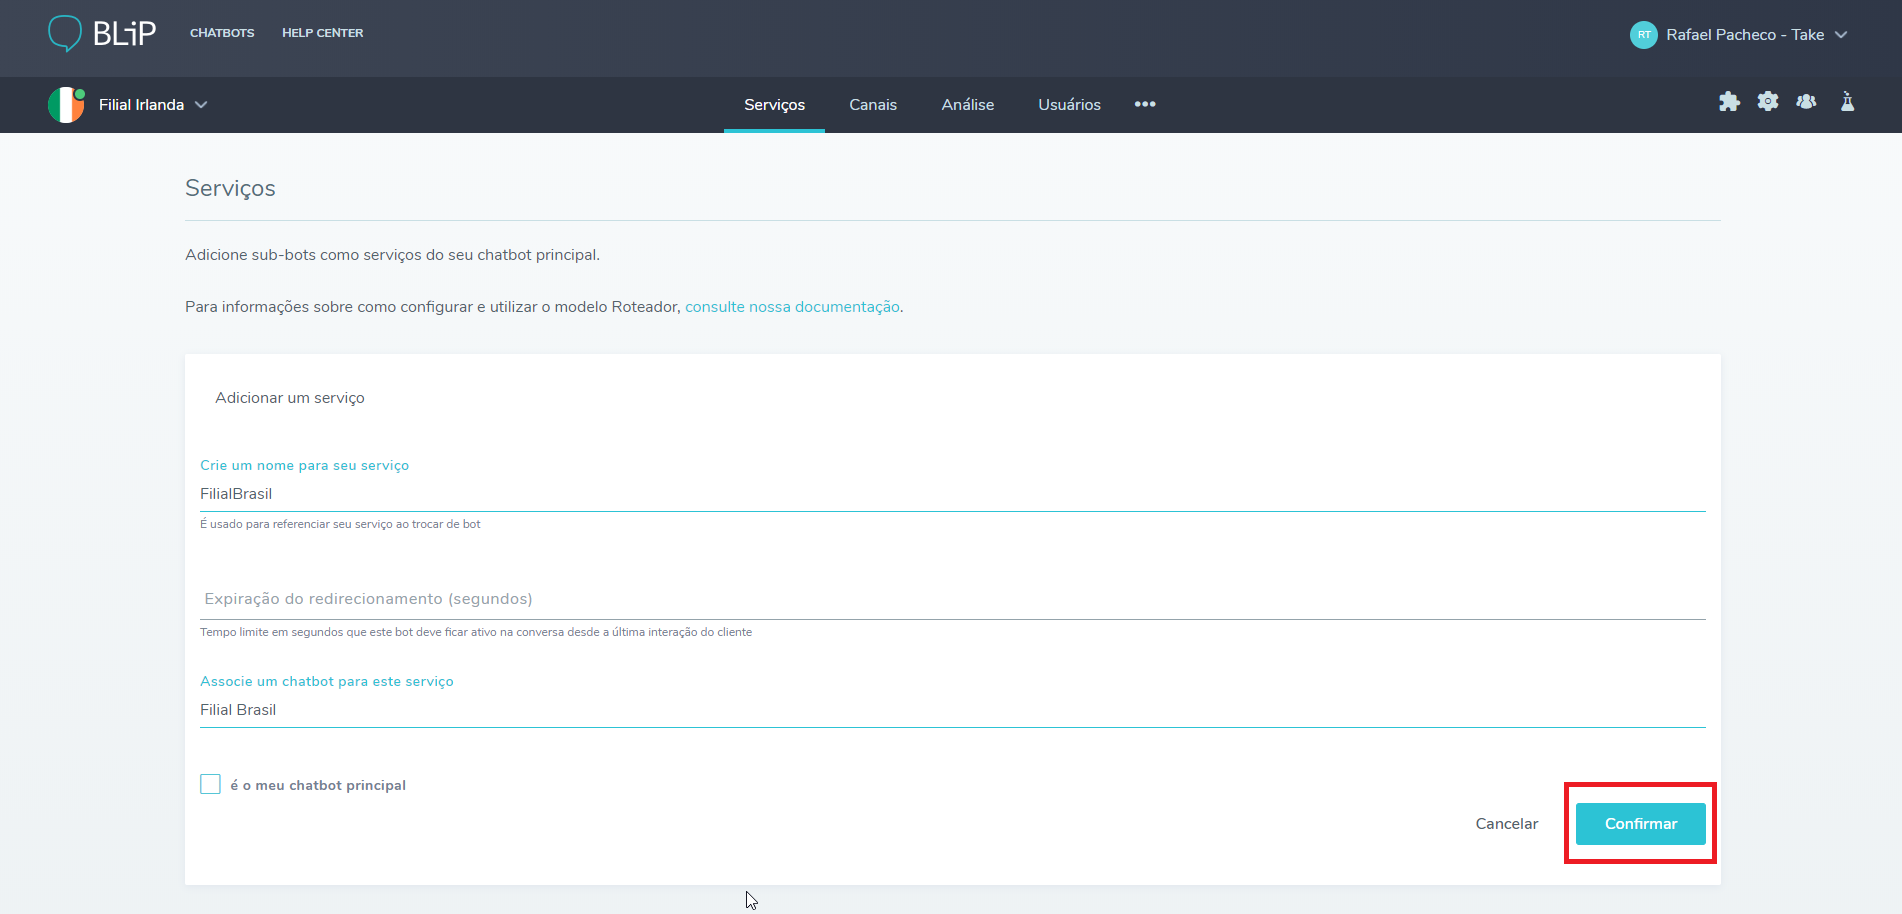 BLiP CHATBOTS HELP CENTER RT Rafael Pacheco - Take
Filial Irlanda Serviços Canais Análise Usuários •••
Serviços
Adicione sub-bots como serviços do seu chatbot principal.
Para informações sobre como configurar e utilizar o modelo Roteador, consulte nossa documentação.
Adicionar um serviço
Crie um nome para seu serviço
FilialBrasil
É usado para referenciar seu serviço ao trocar de bot
Expiração do redirecionamento (segundos)
Tempo limite em segundos que este bot deve ficar ativo na conversa desde a última interação do cliente
Associe um chatbot para este serviço
Filial Brasil
é o meu chatbot principal
Cancelar Confirmar